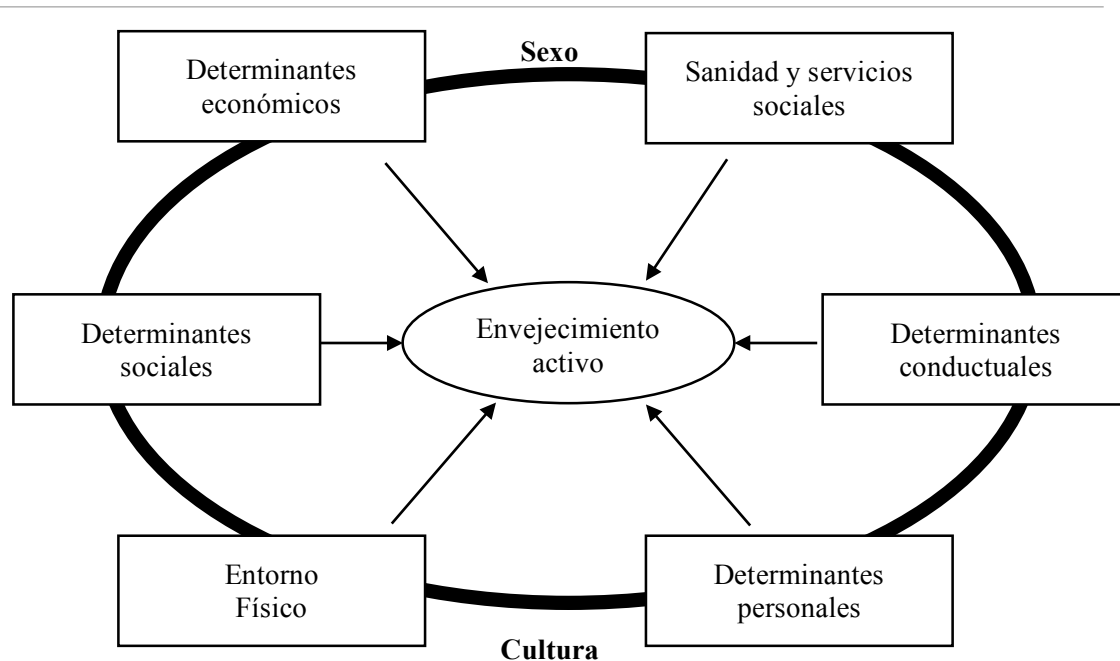 Sexo
Determinantes
económicos
Sanidad y servicios
sociales
Determinantes
sociales
Envejecimiento
activo
Determinantes
conductuales
Entorno
Físico
Determinantes
personales
Cultura